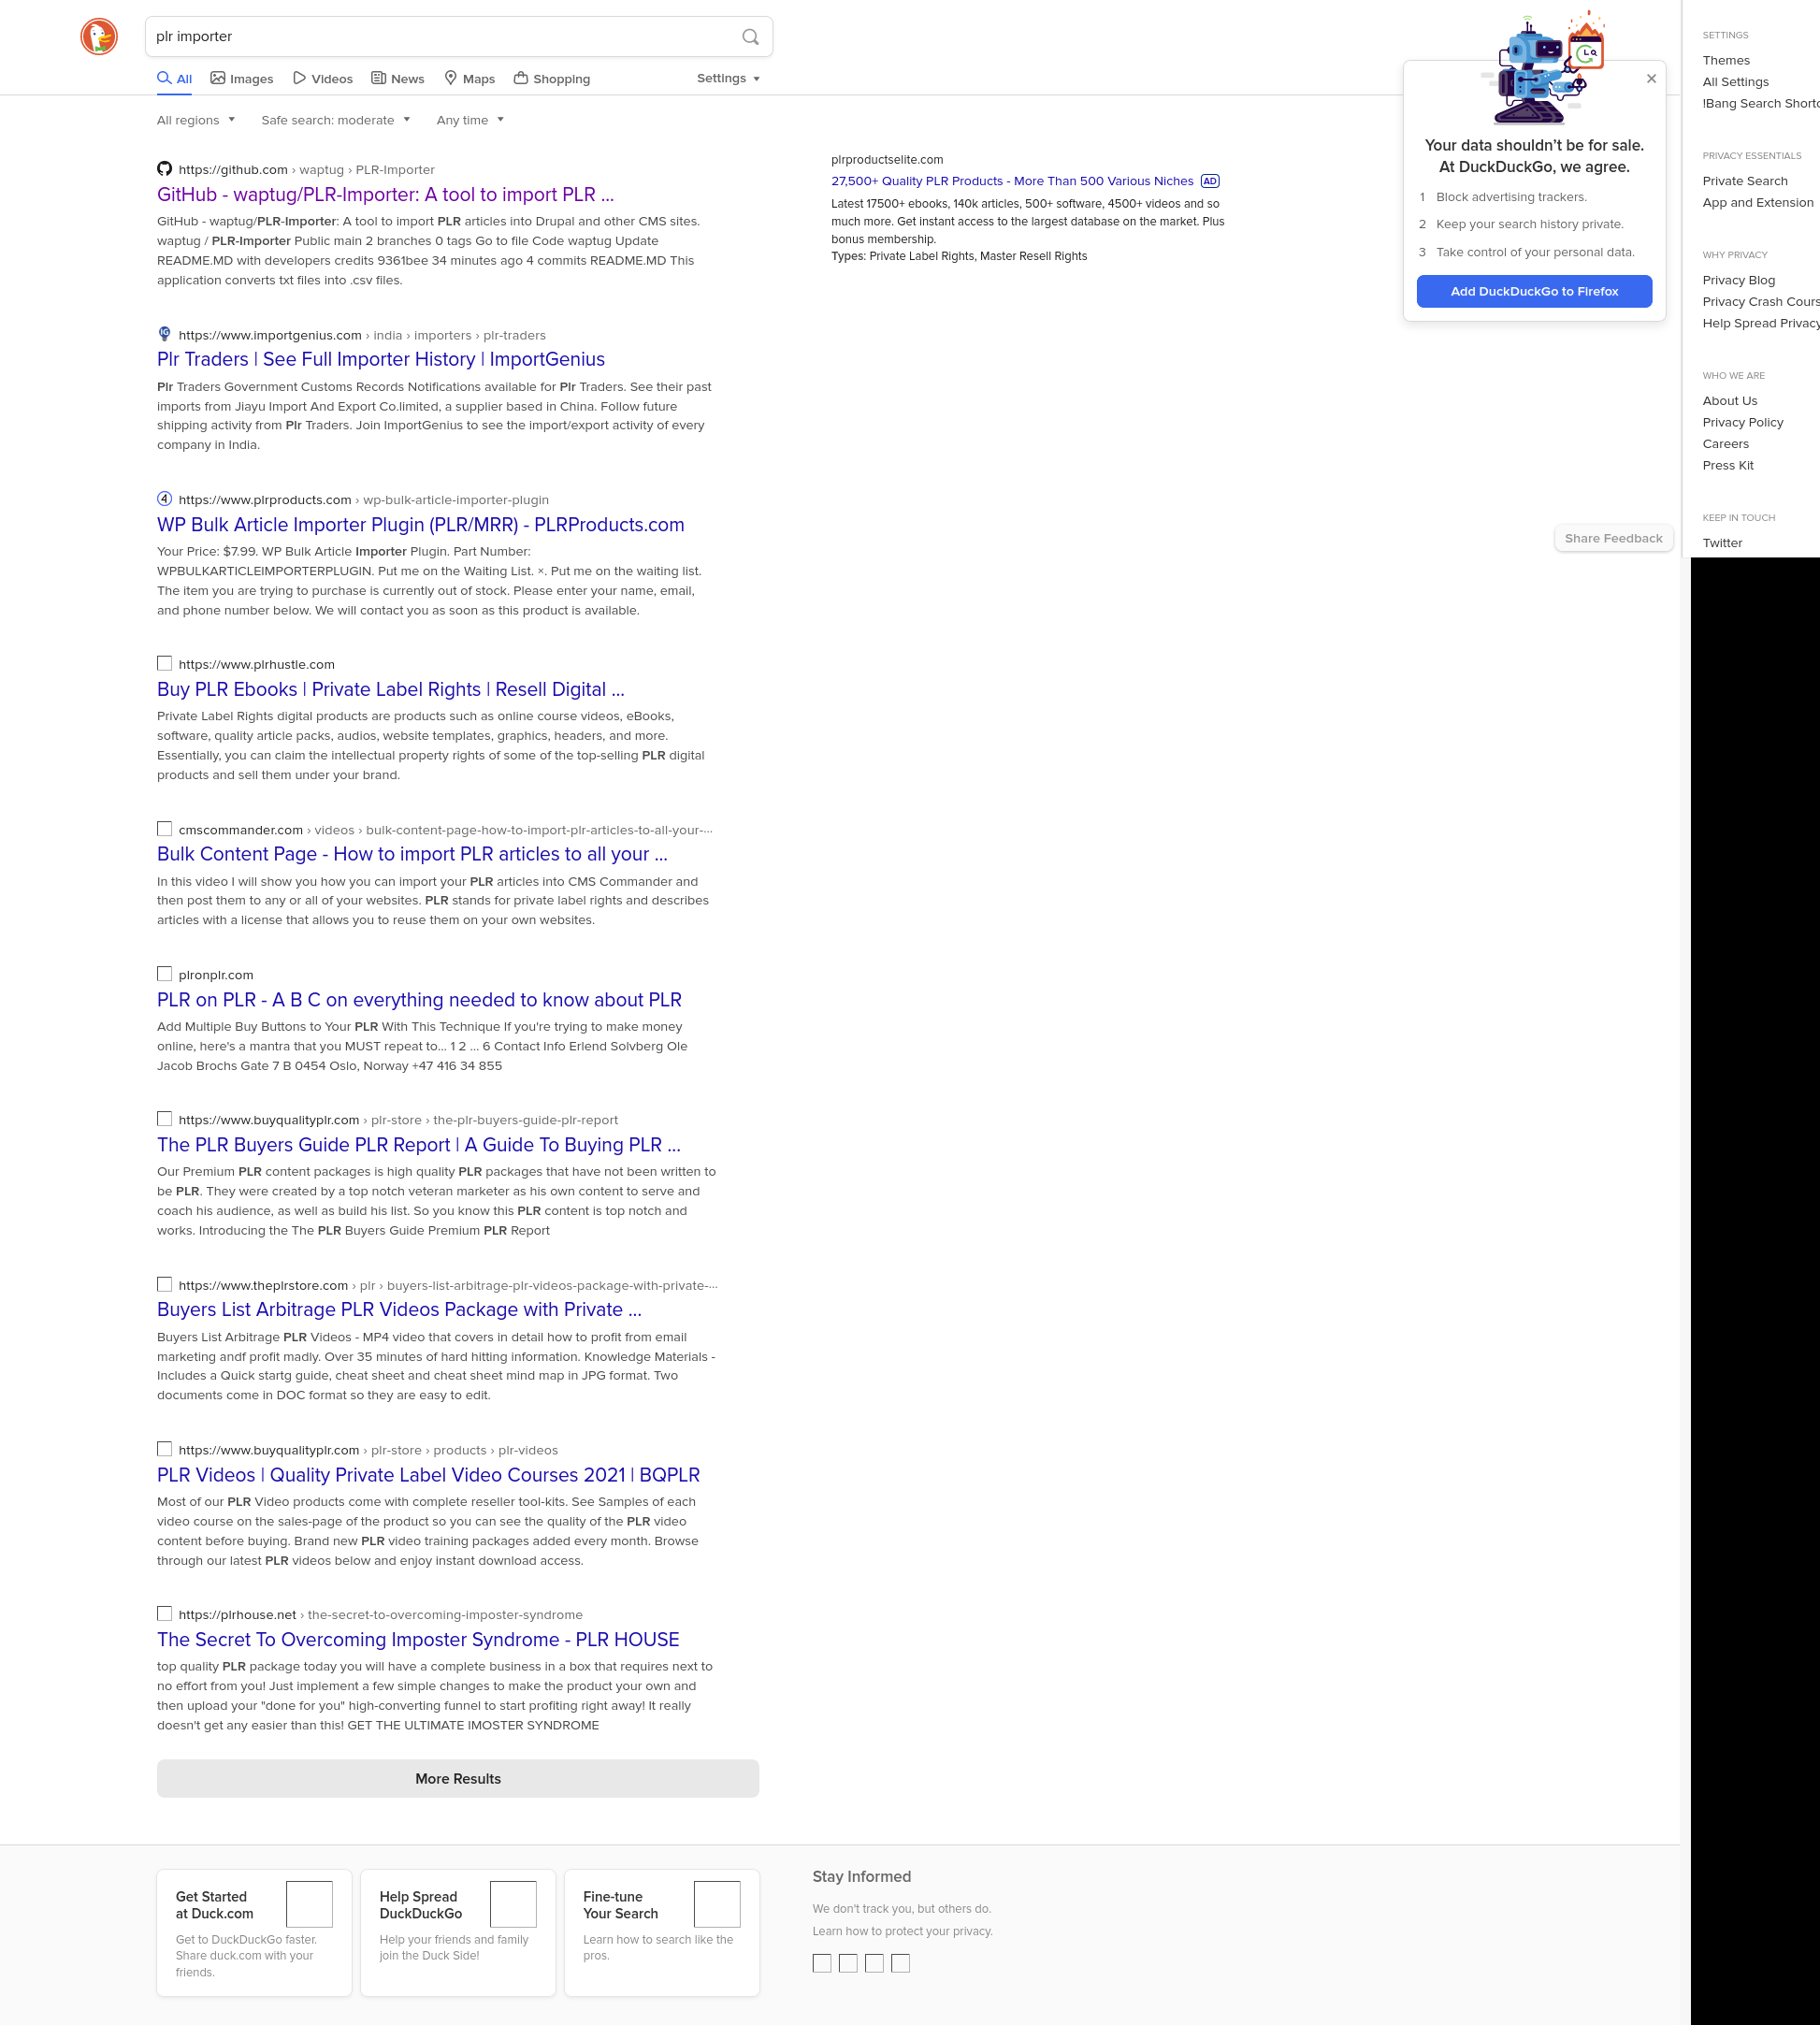 plr importer
All
Images
Videos
News
Maps
Shopping
Settings
All regions
Safe search: moderate
Any time
https://github.com › waptug › PLR-Importer
GitHub - waptug/PLR-Importer: A tool to import PLR ...
GitHub - waptug/PLR-Importer: A tool to import PLR articles into Drupal and other CMS sites.
waptug / PLR-Importer Public main 2 branches 0 tags Go to file Code waptug Update
README.MD with developers credits 9361bee 34 minutes ago 4 commits README.MD This
application converts txt files into .csv files.
https://www.importgenius.com › india › importers › plr-traders
Plr Traders | See Full Importer History | ImportGenius
Plr Traders Government Customs Records Notifications available for Plr Traders. See their past
imports from Jiayu Import And Export Co.limited, a supplier based in China. Follow future
shipping activity from Plr Traders. Join ImportGenius to see the import/export activity of every
company in India.
https://www.plrproducts.com › wp-bulk-article-importer-plugin
WP Bulk Article Importer Plugin (PLR/MRR) - PLRProducts.com
Your Price: $7.99. WP Bulk Article Importer Plugin. Part Number:
WPBULKARTICLEIMPORTERPLUGIN. Put me on the Waiting List. ×. Put me on the waiting list.
The item you are trying to purchase is currently out of stock. Please enter your name, email,
and phone number below. We will contact you as soon as this product is available.
https://www.plrhustle.com
Buy PLR Ebooks | Private Label Rights | Resell Digital ...
Private Label Rights digital products are products such as online course videos, eBooks,
software, quality article packs, audios, website templates, graphics, headers, and more.
Essentially, you can claim the intellectual property rights of some of the top-selling PLR digital
products and sell them under your brand.
cmscommander.com › videos › bulk-content-page-how-to-import-plr-articles-to-all-your-...
Bulk Content Page - How to import PLR articles to all your ...
In this video I will show you how you can import your PLR articles into CMS Commander and
then post them to any or all of your websites. PLR stands for private label rights and describes
articles with a license that allows you to reuse them on your own websites.
plronplr.com
PLR on PLR - A B C on everything needed to know about PLR
Add Multiple Buy Buttons to Your PLR With This Technique If you're trying to make money
online, here's a mantra that you MUST repeat to... 1 2 ... 6 Contact Info Erlend Solvberg Ole
Jacob Brochs Gate 7 B 0454 Oslo, Norway +47 416 34 855
https://www.buyqualityplr.com › plr-store › the-plr-buyers-guide-plr-report
The PLR Buyers Guide PLR Report | A Guide To Buying PLR ...
Our Premium PLR content packages is high quality PLR packages that have not been written to
be PLR. They were created by a top notch veteran marketer as his own content to serve and
coach his audience, as well as build his list. So you know this PLR content is top notch and
works. Introducing the The PLR Buyers Guide Premium PLR Report
https://www.theplrstore.com › plr › buyers-list-arbitrage-plr-videos-package-with-private-...
Buyers List Arbitrage PLR Videos Package with Private ...
Buyers List Arbitrage PLR Videos - MP4 video that covers in detail how to profit from email
marketing andf profit madly. Over 35 minutes of hard hitting information. Knowledge Materials -
Includes a Quick startg guide, cheat sheet and cheat sheet mind map in JPG format. Two
documents come in DOC format so they are easy to edit.
https://www.buyqualityplr.com › plr-store › products › plr-videos
PLR Videos | Quality Private Label Video Courses 2021 | BQPLR
Most of our PLR Video products come with complete reseller tool-kits. See Samples of each
video course on the sales-page of the product so you can see the quality of the PLR video
content before buying. Brand new PLR video training packages added every month. Browse
through our latest PLR videos below and enjoy instant download access.
https://plrhouse.net › the-secret-to-overcoming-imposter-syndrome
The Secret To Overcoming Imposter Syndrome - PLR HOUSE
top quality PLR package today you will have a complete business in a box that requires next to
no effort from you! Just implement a few simple changes to make the product your own and
then upload your "done for you" high-converting funnel to start profiting right away! It really
doesn't get any easier than this! GET THE ULTIMATE IMOSTER SYNDROME
More Results
plrproductselite.com
27,500+ Quality PLR Products - More Than 500 Various Niches AD
Latest 17500+ ebooks, 140k articles, 500+ software, 4500+ videos and so
much more. Get instant access to the largest database on the market. Plus
bonus membership.
Types: Private Label Rights, Master Resell Rights
Your data shouldn’t be for sale.
At DuckDuckGo, we agree.
1 Block advertising trackers.
2 Keep your search history private.
3 Take control of your personal data.
Add DuckDuckGo to Firefox
Share Feedback
SETTINGS
Themes
All Settings
!Bang Search Shortc
PRIVACY ESSENTIALS
Private Search
App and Extension
WHY PRIVACY
Privacy Blog
Privacy Crash Cours
Help Spread Privacy
WHO WE ARE
About Us
Privacy Policy
Careers
Press Kit
KEEP IN TOUCH
Twitter
Get Started
at Duck.com
Get to DuckDuckGo faster.
Share duck.com with your
friends.
Help Spread
DuckDuckGo
Help your friends and family
join the Duck Side!
Fine-tune
Your Search
Learn how to search like the
pros.
Stay Informed
We don't track you, but others do.
Learn how to protect your privacy.